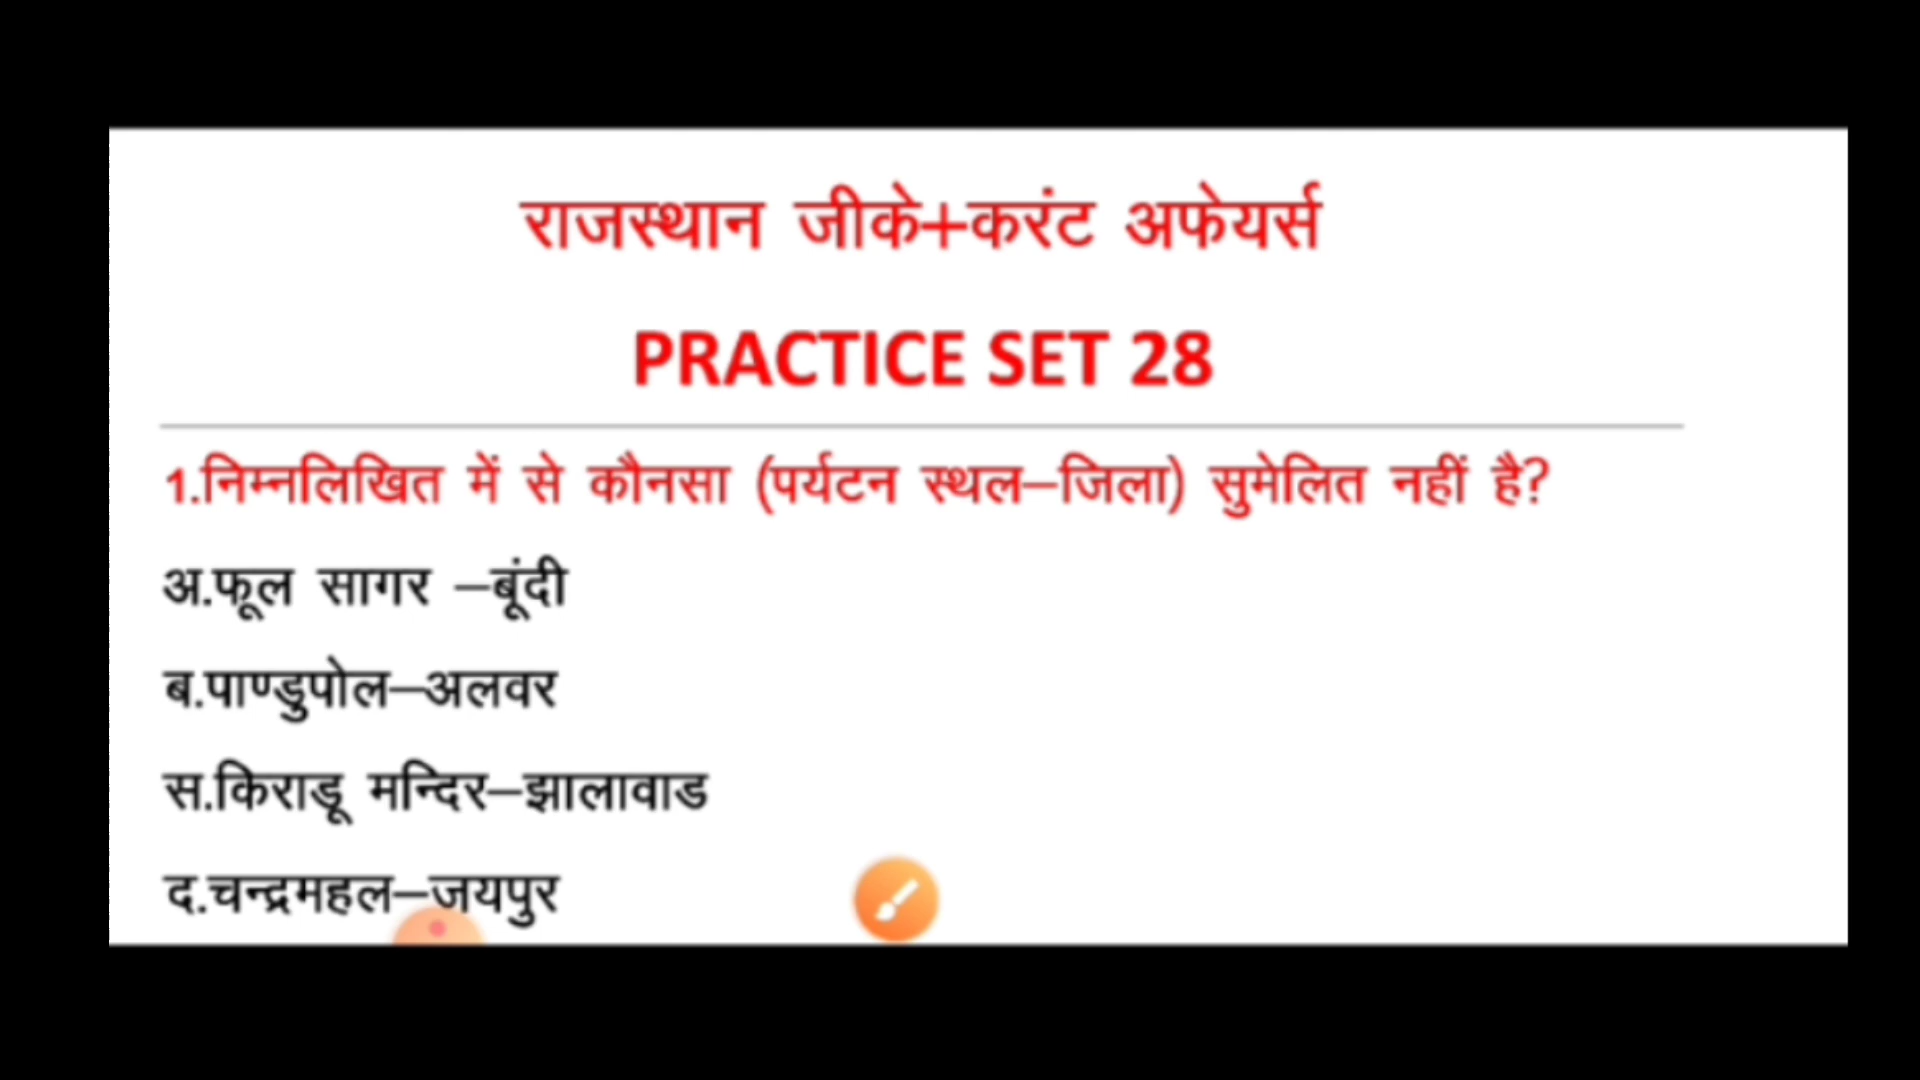 राजस्थान जीके+करंट अफेयर्स
PRACTICE SET 28
1.निम्नलिखित में से कौनसा (पर्यटन स्थल–जिला) सुमेलित नहीं है?
अ.फूल सागर –बूंदी
ब.पाण्डुपोल–अलवर
स.किराडू मन्दिर–झालावाड
द.चन्द्रमहल–जयपुर